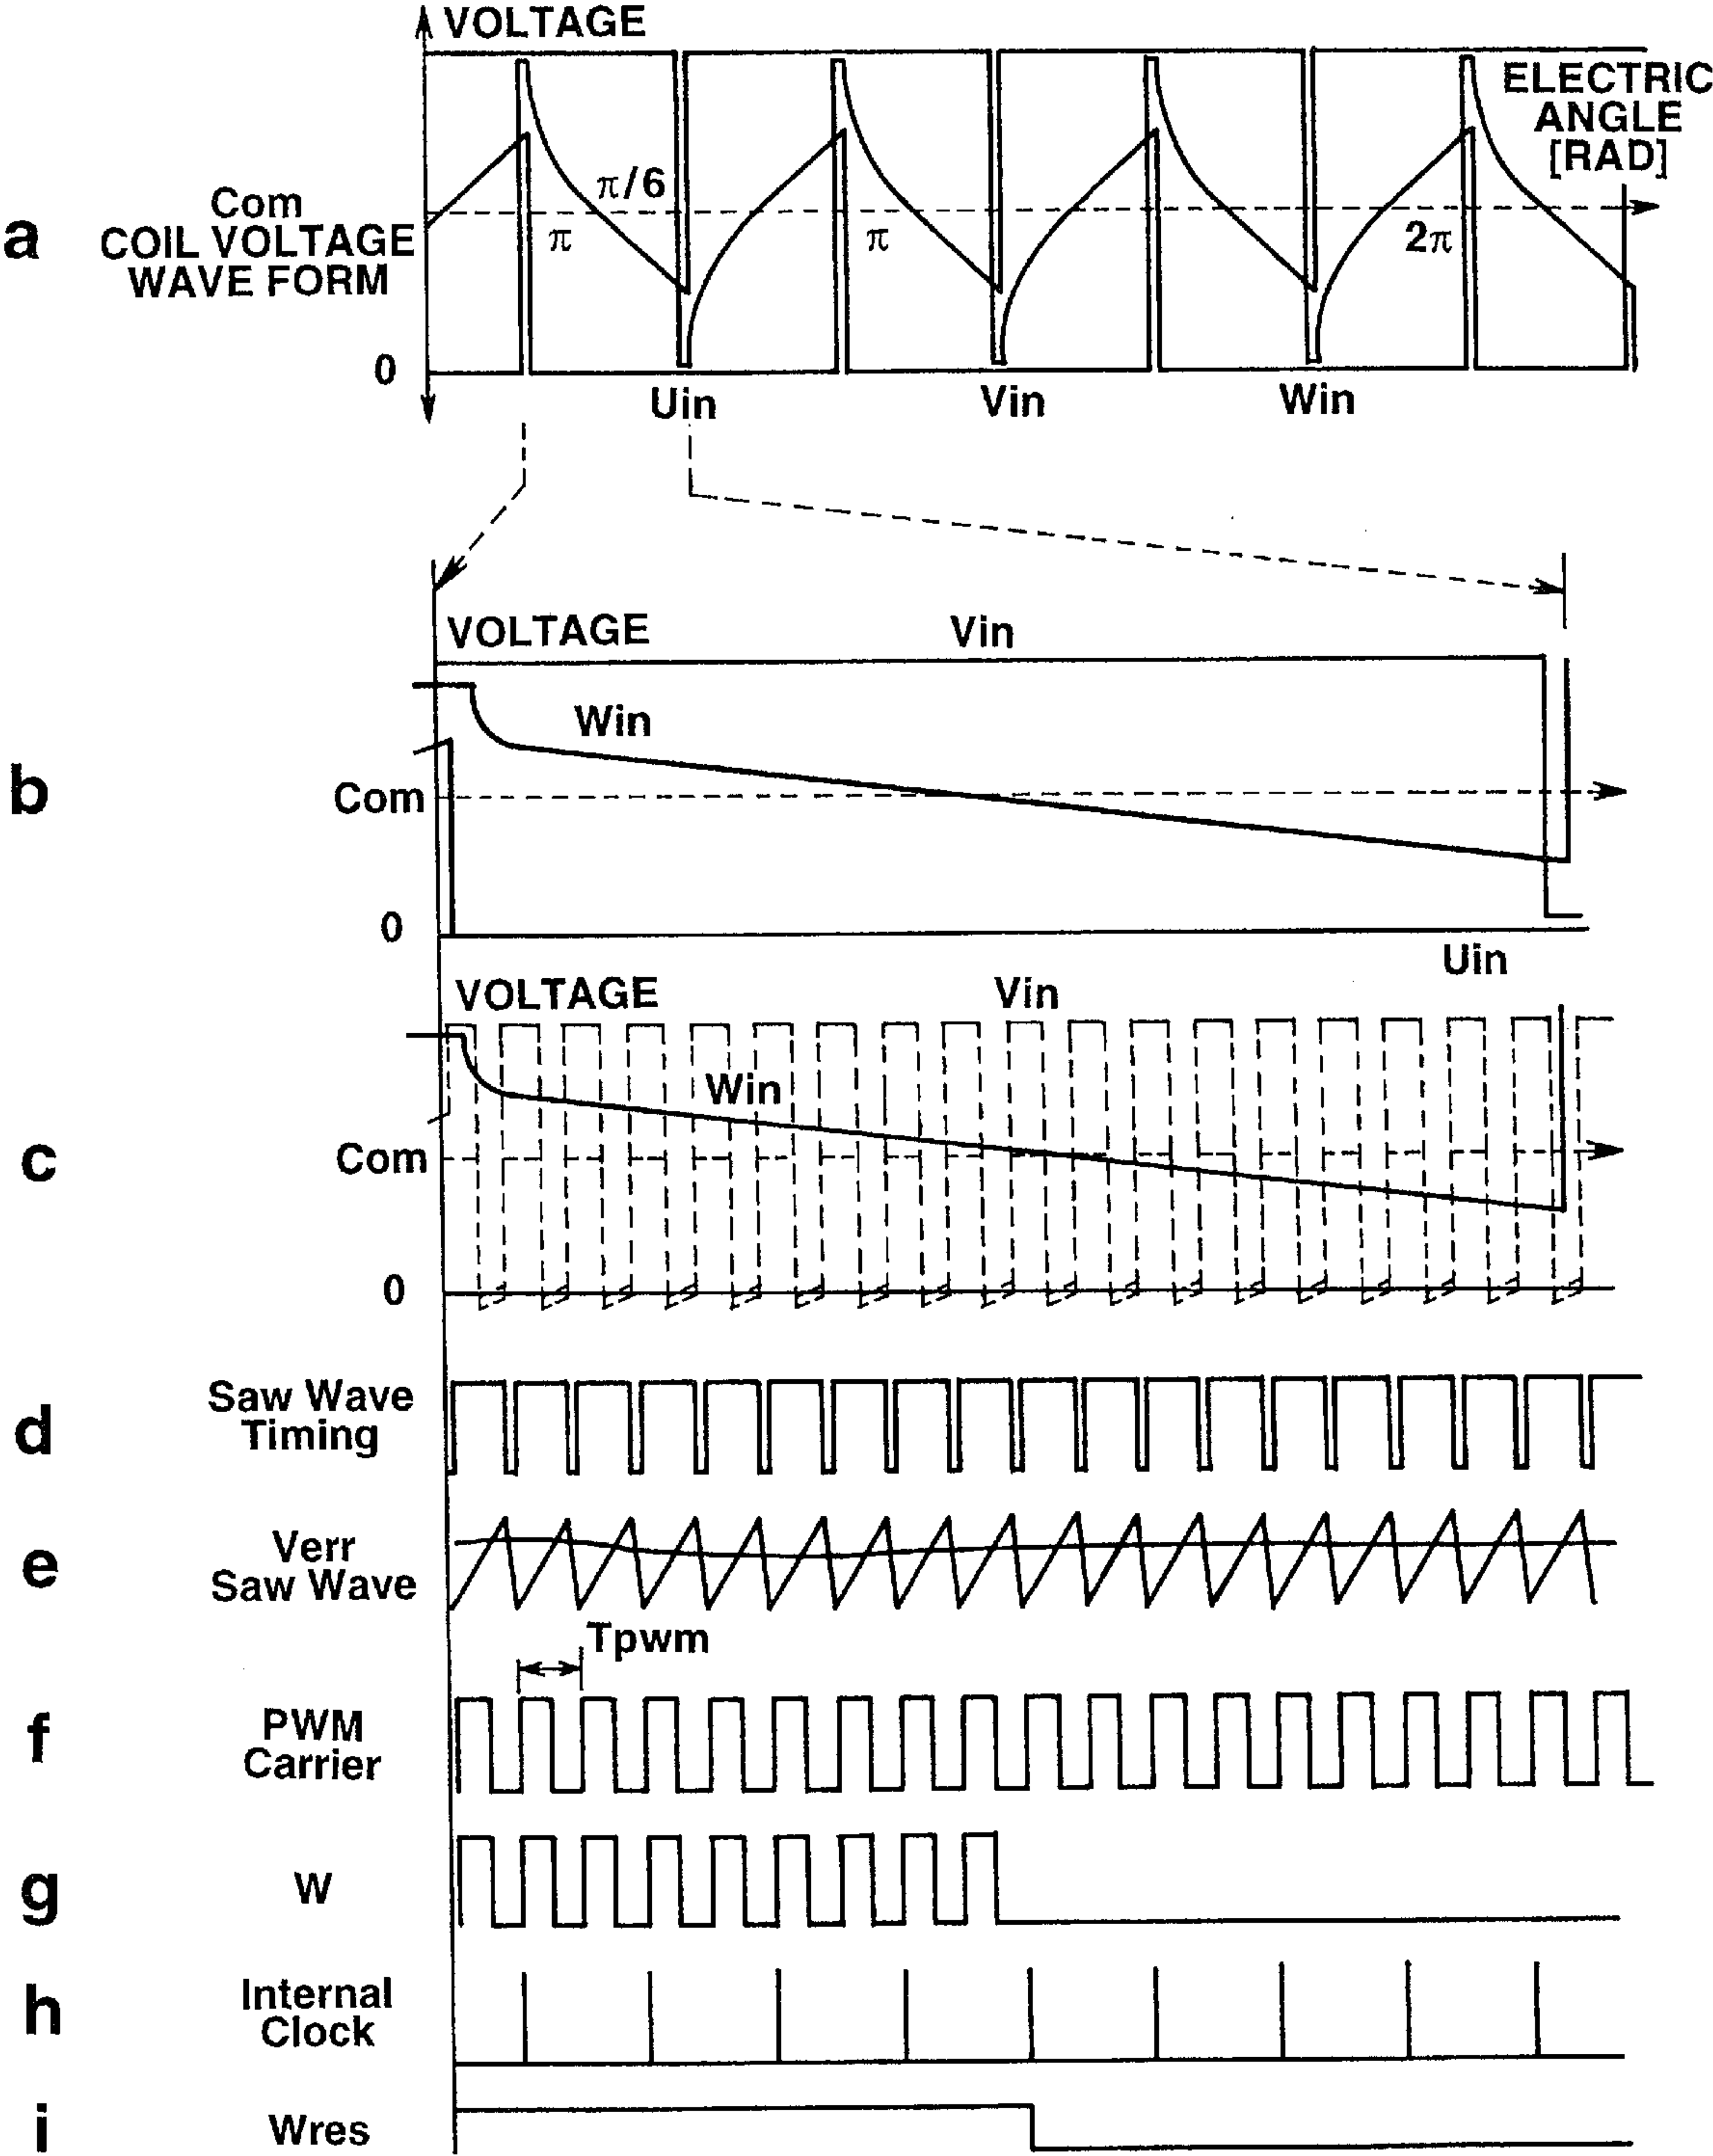 VOLTAGE
ELECTRIC
ANGLE
[RAD]
π/6
Com
COIL VOLTAGE
WAVE FORM
a
π
π
2π
0
Uin
Vin
Win
VOLTAGE
Vin
Win
b
Com
0
Uin
VOLTAGE
Vin
Win
c
Com
0
Saw Wave
Timing
d
Verr
Saw Wave
e
Tpwm
f
PWM
Carrier
g
W
h
Internal
Clock
i
Wres